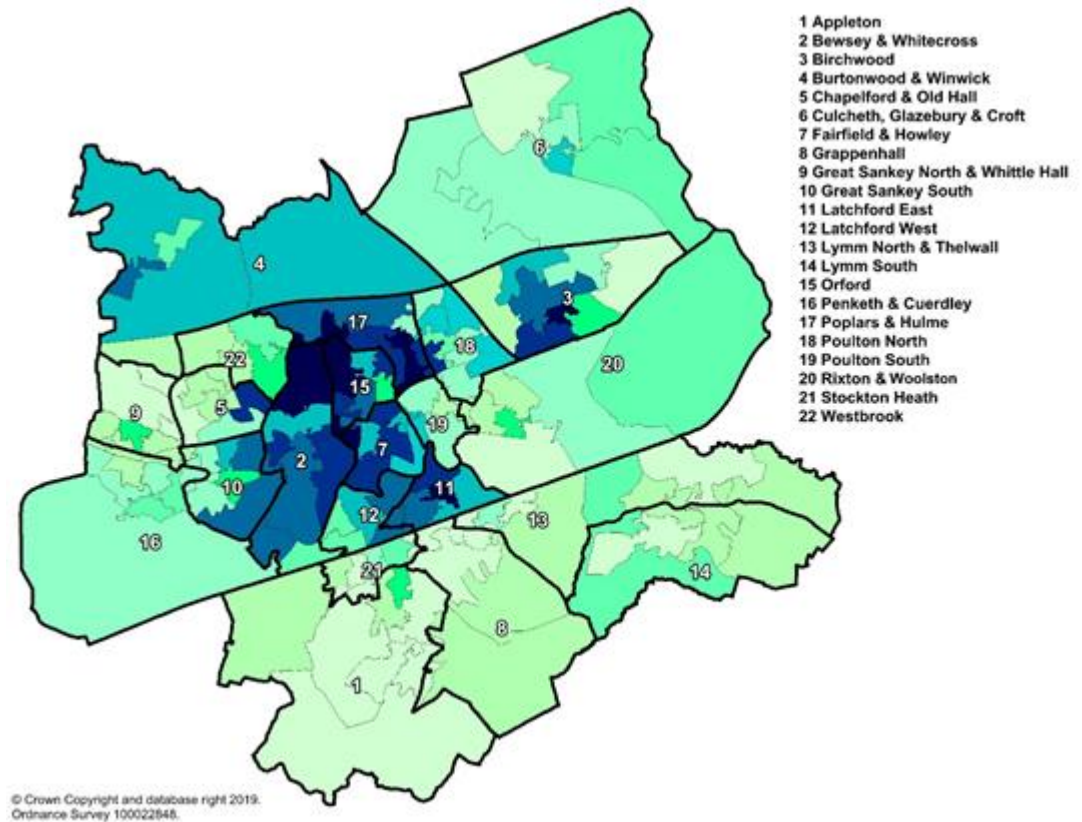 1 Appleton
2 Bewsey & Whitecross
3 Birchwood
4 Burtonwood & Winwick
5 Chapelford & Old Hall
6 Culcheth, Glazebury & Croft
7 Fairfield & Howley
8 Grappenhall
9 Great Sankey North & Whittle Hall
10 Great Sankey South
11 Latchford East
12 Latchford West
13 Lymm North & Thelwall
14 Lymm South
15 Orford
16 Penketh & Cuerdley
17 Poplars & Hulme
18 Poulton North
19 Poulton South
20 Rixton & Woolston
21 Stockton Heath
22 Westbrook
6
4
3
17
18
22
20
15
5
9
19
7
2
10
11
12
13
16
21
14
8
1
© Crown Copyright and database right 2019.
Ordnance Survey 100022848.